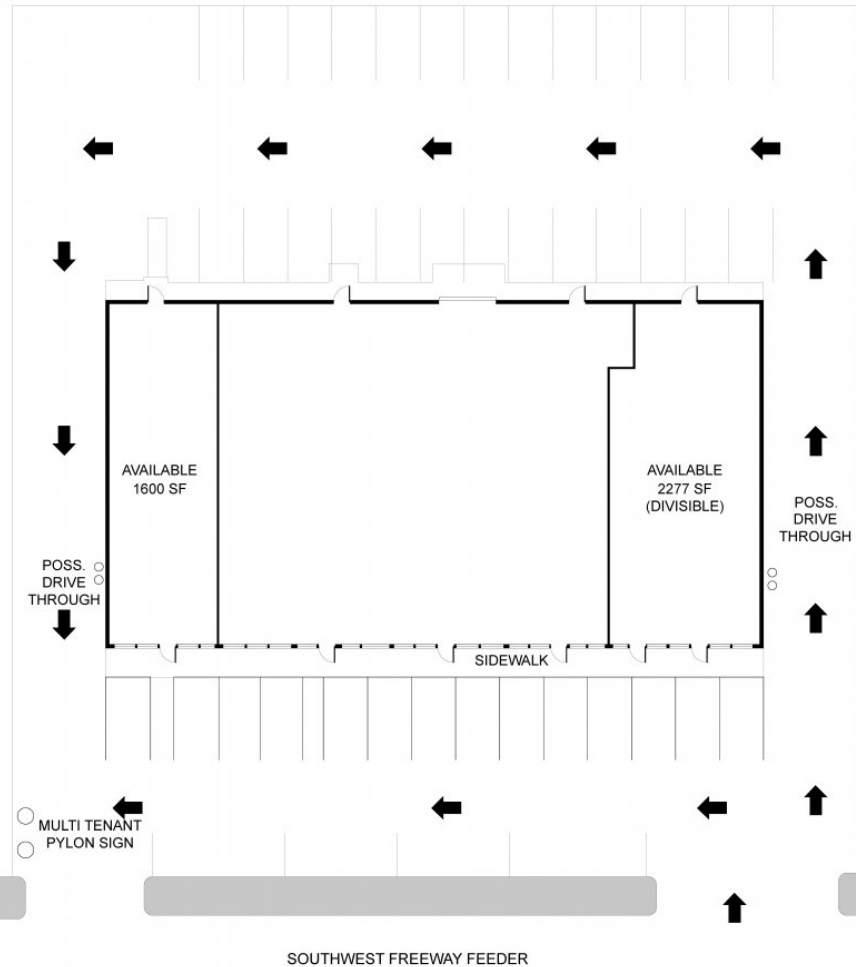 AVAILABLE
1600 SF
AVAILABLE
2277 SF
(DIVISIBLE)
POSS.
DRIVE
THROUGH
POSS.
DRIVE
THROUGH
SIDEWALK
MULTI TENANT
PYLON SIGN
SOUTHWEST FREEWAY FEEDER